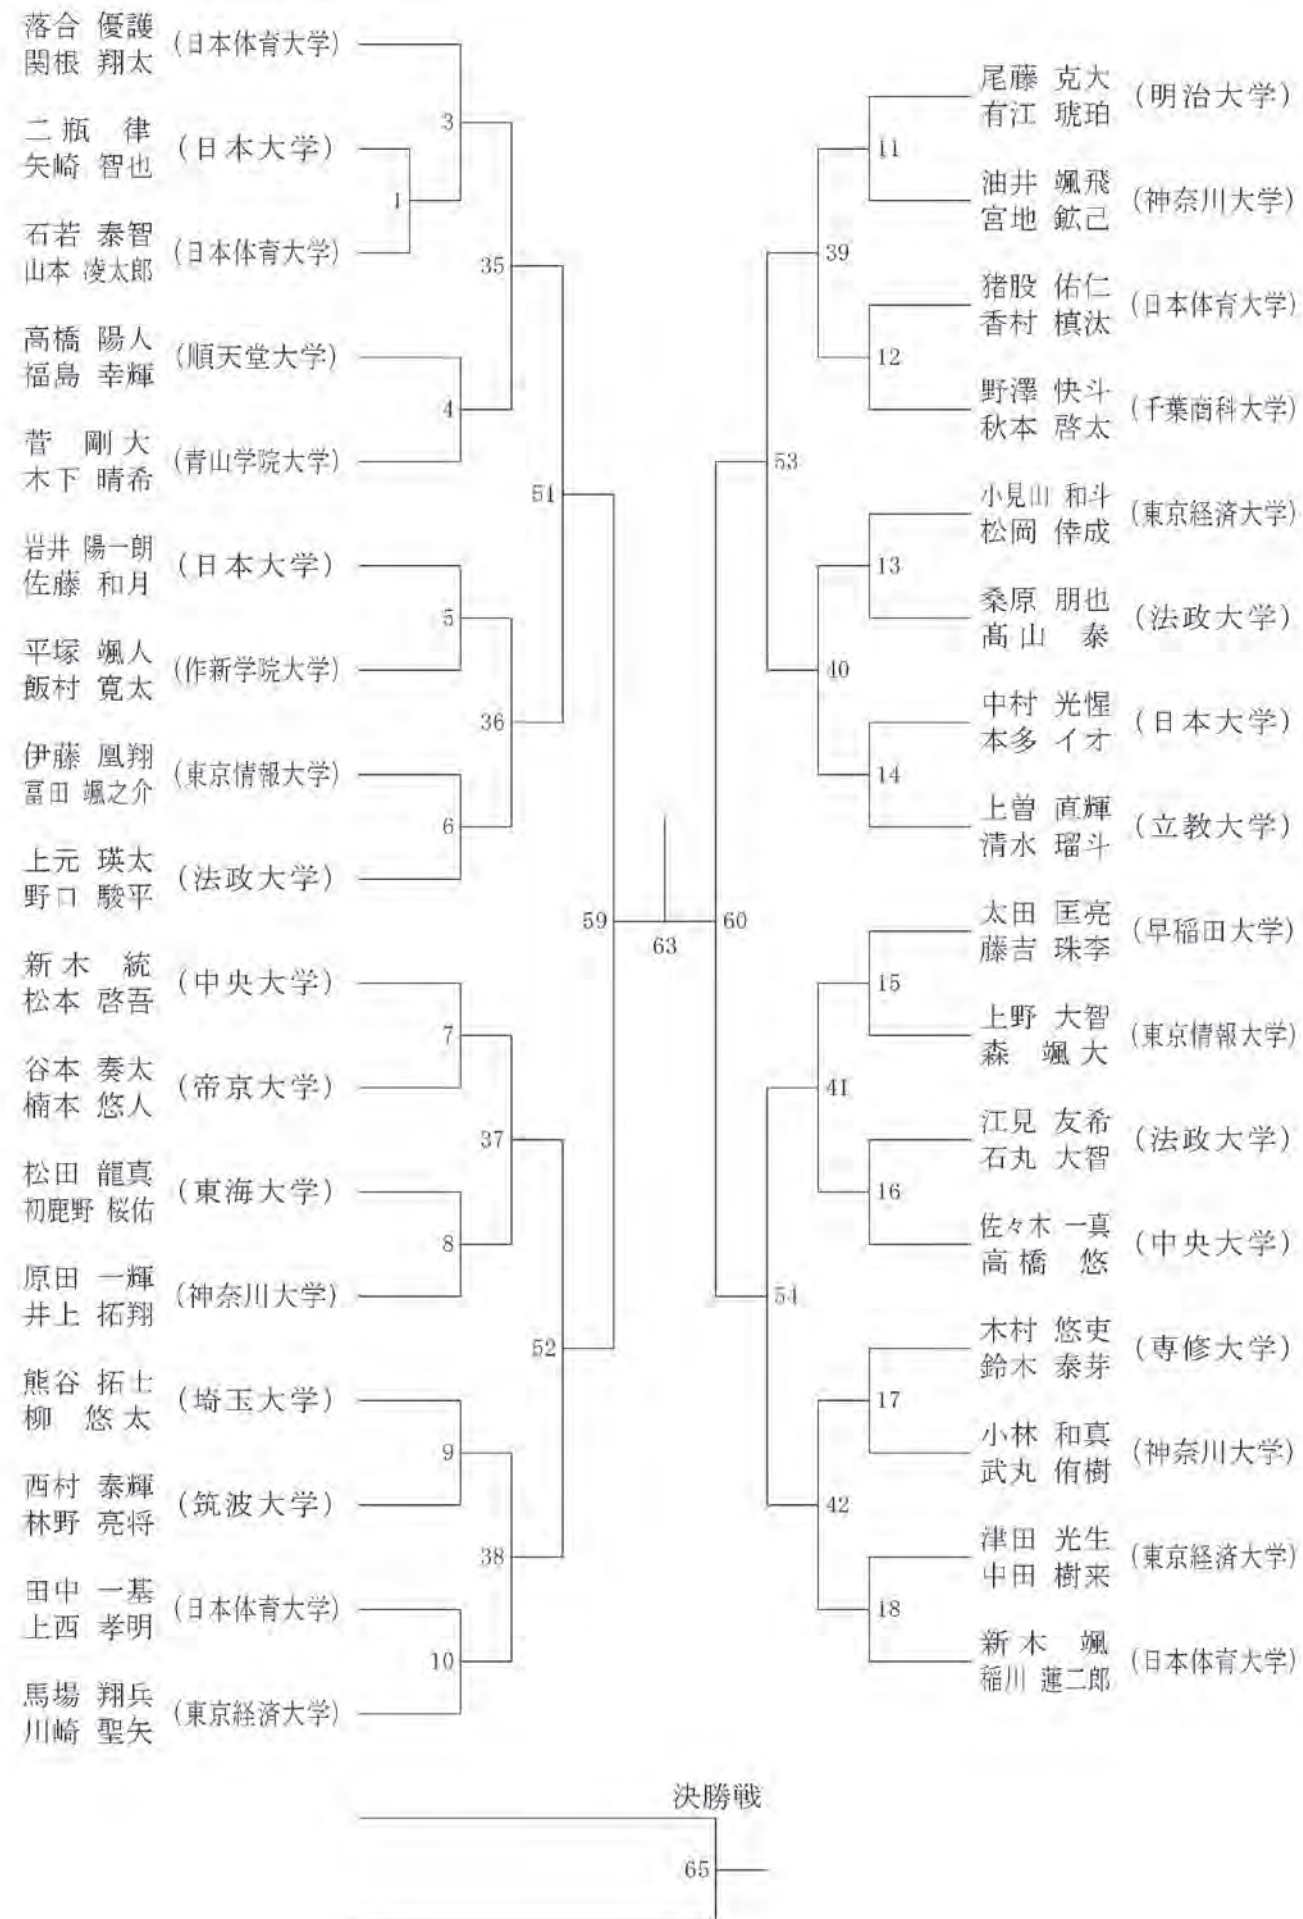 落合 優護
関根 翔太
(日本体育大学)
二瓶 律
矢崎 智也
(日本大学)
石若 泰智
山本 凌太郎
(日本体育大学)
高橋 陽人
福島 幸輝
(順天堂大学)
菅 剛大
木下 晴希
(青山学院大学)
岩井 陽一朗
佐藤 和月
(日本大学)
平塚 颯人
飯村 寛太
(作新学院大学)
伊藤 凰翔
冨田 颯之介
(東京情報大学)
上元 瑛太
野口 駿平
(法政大学)
新木 統
松本 啓吾
(中央大学)
谷本 奏太
楠本 悠人
(帝京大学)
松田 龍真
初鹿野 桜佑
(東海大学)
原田 一輝
井上 拓翔
(神奈川大学)
熊谷 拓士
柳 悠太
(埼玉大学)
西村 泰輝
林野 亮将
(筑波大学)
田中 一基
上西 孝明
(日本体育大学)
馬場 翔兵
川崎 聖矢
(東京経済大学)
1
3
4
5
6
7
8
9
10
35
36
37
38
51
52
59
63
60
53
54
39
40
41
42
11
12
13
14
15
16
17
18
尾藤 克大
有江 琥珀
(明治大学)
油井 颯飛
宮地 鉱己
(神奈川大学)
猪股 佑仁
香村 槙汰
(日本体育大学)
野澤 快斗
秋本 啓太
(千葉商科大学)
小見山 和斗
松岡 倖成
(東京経済大学)
桑原 朋也
髙山 泰
(法政大学)
中村 光惺
本多 イオ
(日本大学)
上曽 直輝
清水 瑠斗
(立教大学)
太田 匡亮
藤吉 珠李
(早稲田大学)
上野 大智
森 颯大
(東京情報大学)
江見 友希
石丸 大智
(法政大学)
佐々木 一真
高橋 悠
(中央大学)
木村 悠吏
鈴木 泰芽
(専修大学)
小林 和真
武丸 侑樹
(神奈川大学)
津田 光生
中田 樹来
(東京経済大学)
新木 颯
稲川 蓮二郎
(日本体育大学)
決勝戦
65